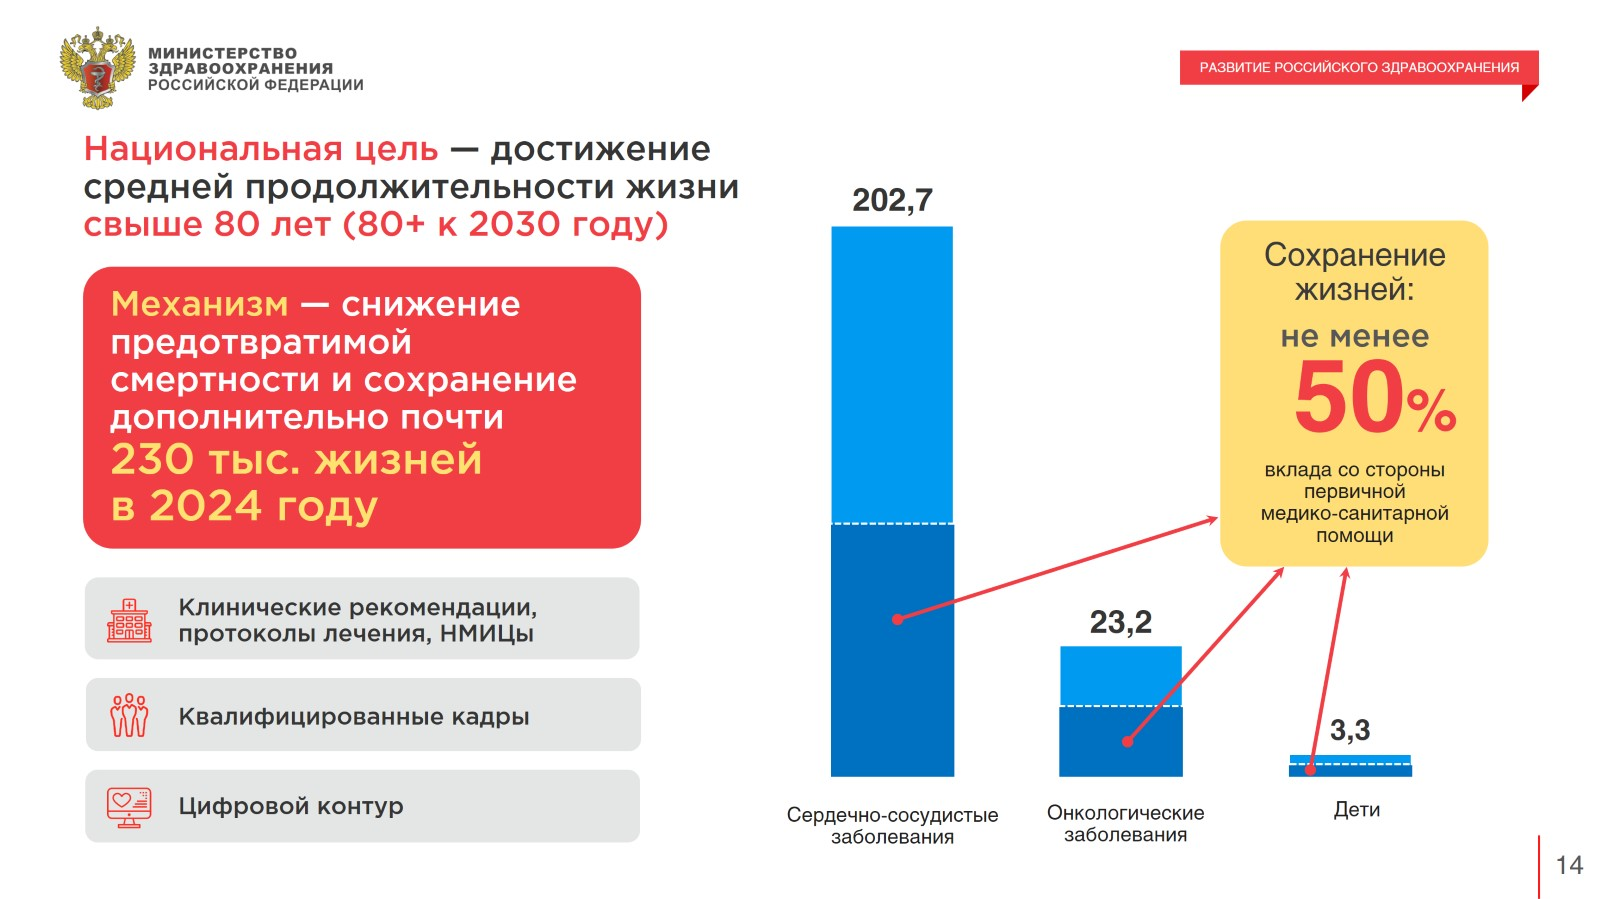 МИНИСТЕРСТВО
ЗДРАВООХРАНЕНИЯ
РОССИЙСКОЙ ФЕДЕРАЦИИ
РАЗВИТИЕ РОССИЙСКОГО ЗДРАВООХРАНЕНИЯ
Национальная цель — достижение
средней продолжительности жизни
свыше 80 лет (80+ к 2030 году)
Механизм — снижение
предотвратимой
смертности и сохранение
дополнительно почти
230 тыс. жизней
в 2024 году
Клинические рекомендации,
протоколы лечения, НМИЦы
Квалифицированные кадры
Цифровой контур
202,7
23,2
3,3
Сердечно-сосудистые
заболевания
Онкологические
заболевания
Дети
Сохранение
жизней:
не менее
50%
вклада со стороны
первичной
медико-санитарной
помощи
14